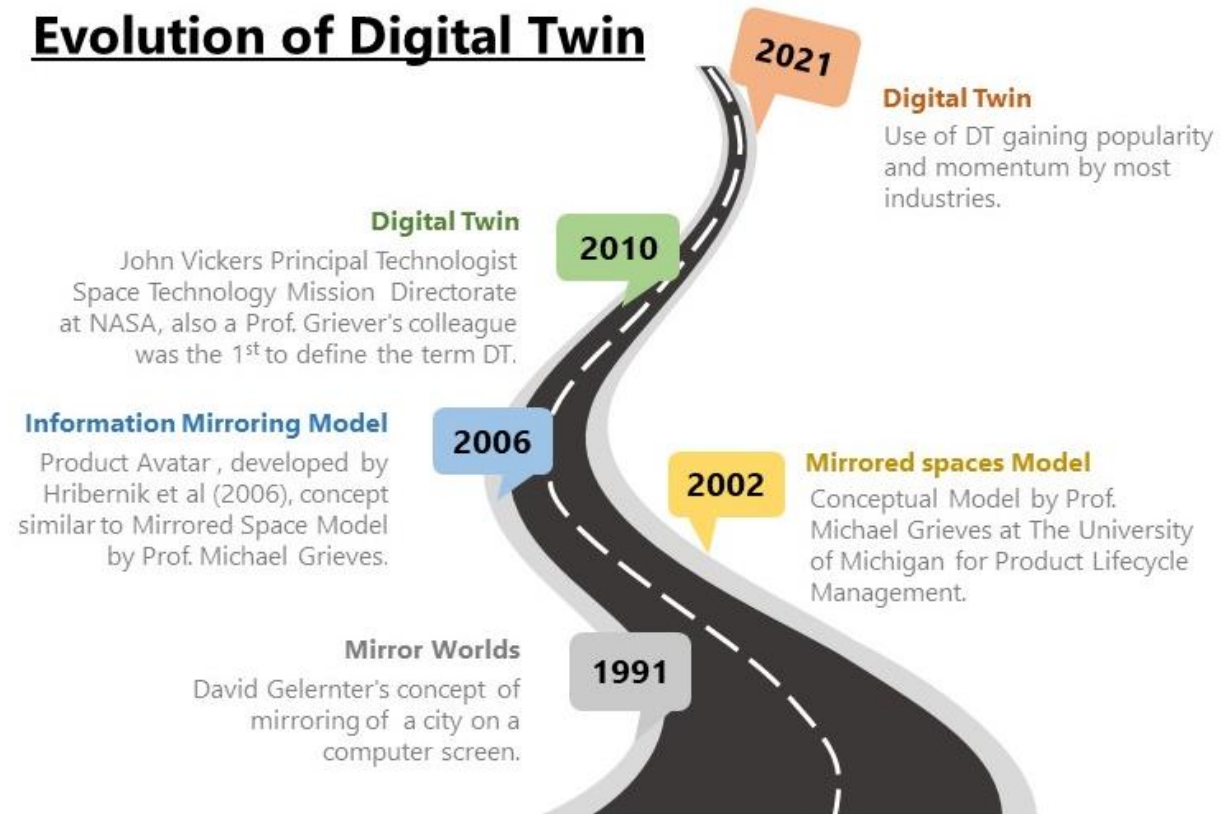 Evolution of Digital Twin
2021
Digital Twin
Use of DT gaining popularity
and momentum by most
industries.
Digital Twin
John Vickers Principal Technologist
Space Technology Mission Directorate
at NASA, also a Prof. Griever's colleague
was the 1st to define the term DT.
2010
Information Mirroring Model
Product Avatar , developed by
Hribernik et al (2006), concept
similar to Mirrored Space Model
by Prof. Michael Grieves.
2006
2002
Mirrored spaces Model
Conceptual Model by Prof.
Michael Grieves at The University
of Michigan for Product Lifecycle
Management.
Mirror Worlds
David Gelernter's concept of
mirroring of a city on a
computer screen.
1991